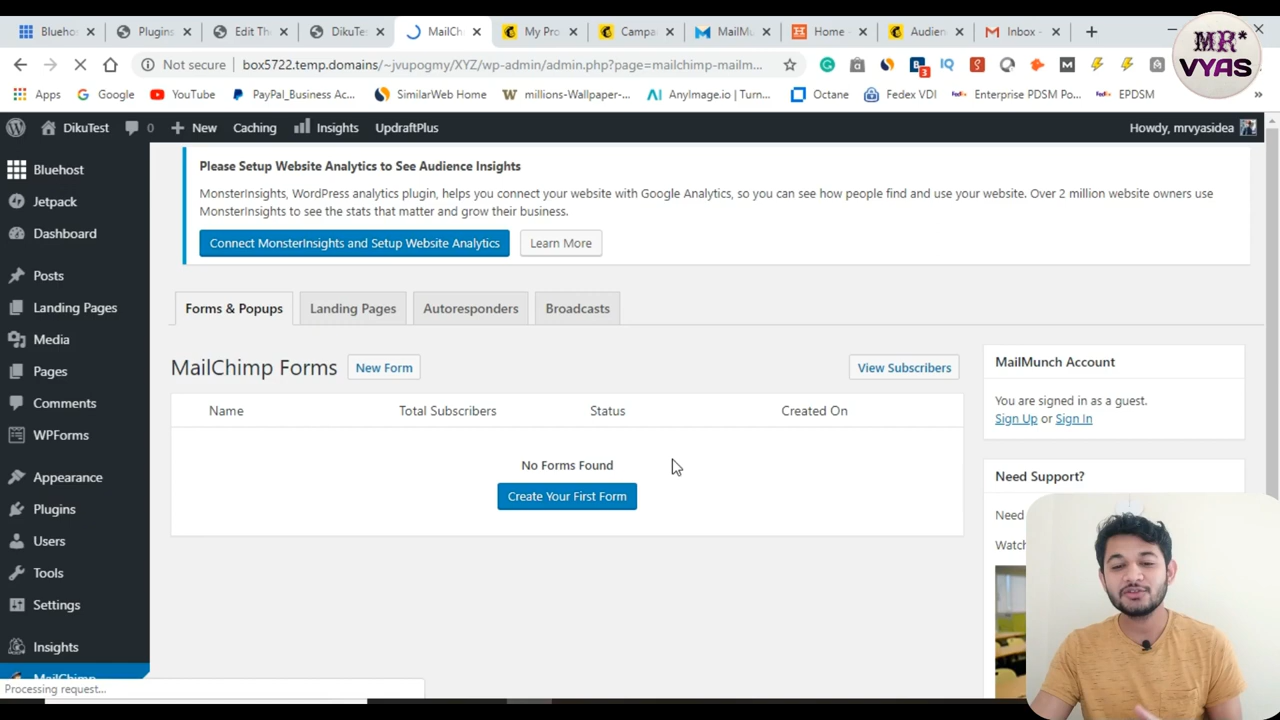 Blueho
Plugins
Edit Th
DikuTe
MailCh
My Pro
Campa
MailMu
Home -
Audien
Inbox -
MR*
VYAS
Not secure
box5722.temp.domains/~jvupogmy/XYZ/wp-admin/admin.php?page=mailchimp-mailm...
3
Apps
Google
YouTube
PayPal_Business Ac...
SimilarWeb Home
millions-Wallpaper-...
AnyImage.io | Turn...
Octane
Fedex VDI
Enterprise PDSM Po...
EPDSM
DikuTest
0
New
Caching
Insights
UpdraftPlus
Howdy, mrvyasidea
Bluehost
Jetpack
Dashboard
Posts
Landing Pages
Media
Pages
Comments
WPForms
Appearance
Plugins
Users
Tools
Settings
Insights
MailChimp
Please Setup Website Analytics to See Audience Insights
MonsterInsights, WordPress analytics plugin, helps you connect your website with Google Analytics, so you can see how people find and use your website. Over 2 million website owners use
MonsterInsights to see the stats that matter and grow their business.
Connect MonsterInsights and Setup Website Analytics
Learn More
Forms & Popups
Landing Pages
Autoresponders
Broadcasts
MailChimp Forms
New Form
View Subscribers
Name
Total Subscribers
Status
Created On
No Forms Found
Create Your First Form
MailMunch Account
You are signed in as a guest.
Sign Up or Sign In
Need Support?
Need
Watch
Processing request...